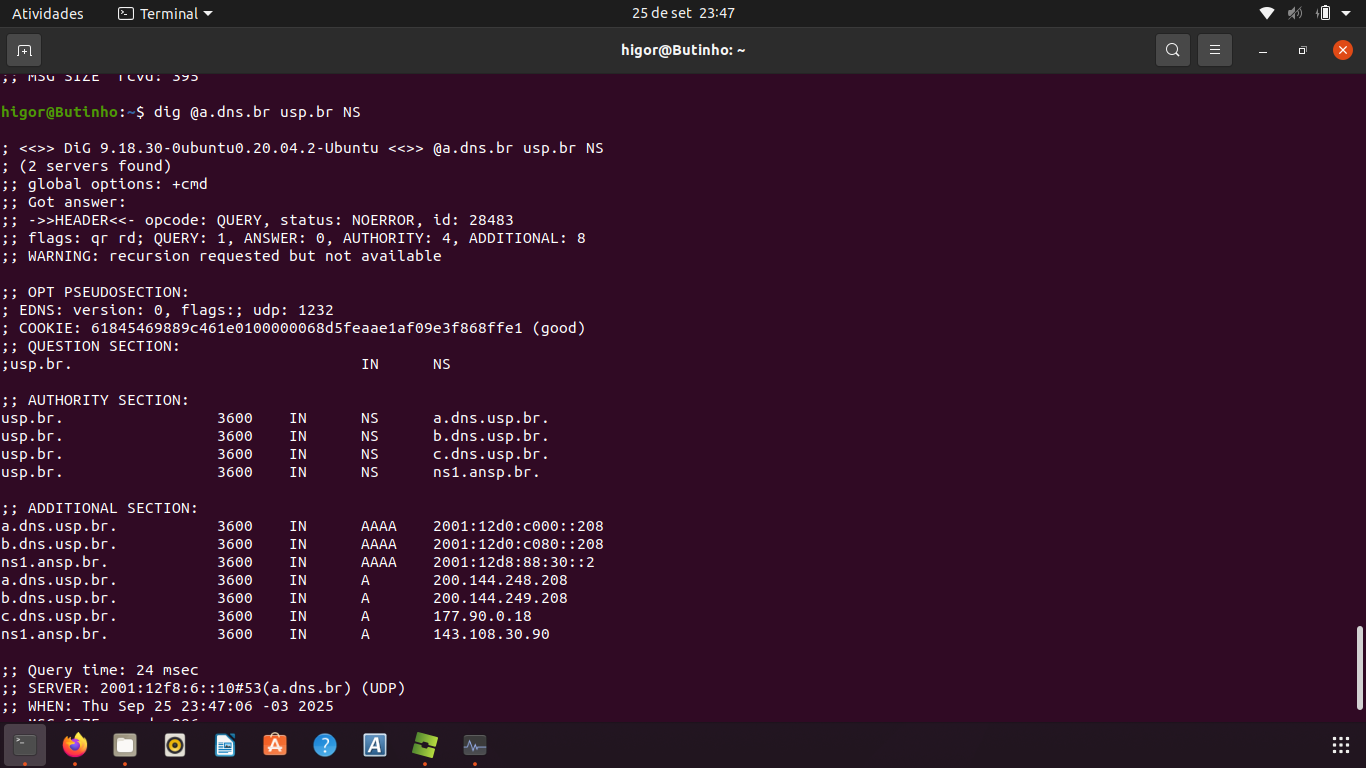 Atividades
Terminal
25 de set 23:47
higor@Butinho: ~
;; MSG SIZE rcvd: 395
higor@Butinho:~$ dig @a.dns.br usp.br NS
; <<>> DiG 9.18.30-0ubuntu0.20.04.2-Ubuntu <<>> @a.dns.br usp.br NS
; (2 servers found)
;; global options: +cmd
;; Got answer:
;; ->>HEADER<<- opcode: QUERY, status: NOERROR, id: 28483
;; flags: qr rd; QUERY: 1, ANSWER: 0, AUTHORITY: 4, ADDITIONAL: 8
;; WARNING: recursion requested but not available
;; OPT PSEUDOSECTION:
; EDNS: version: 0, flags:; udp: 1232
; COOKIE: 61845469889c461e0100000068d5feaae1af09e3f868ffe1 (good)
;; QUESTION SECTION:
;usp.br. IN NS
;; AUTHORITY SECTION:
usp.br. 3600 IN NS a.dns.usp.br.
usp.br. 3600 IN NS b.dns.usp.br.
usp.br. 3600 IN NS c.dns.usp.br.
usp.br. 3600 IN NS ns1.ansp.br.
;; ADDITIONAL SECTION:
a.dns.usp.br. 3600 IN AAAA 2001:12d0:c000::208
b.dns.usp.br. 3600 IN AAAA 2001:12d0:c080::208
ns1.ansp.br. 3600 IN AAAA 2001:12d8:88:30::2
a.dns.usp.br. 3600 IN A 200.144.248.208
b.dns.usp.br. 3600 IN A 200.144.249.208
c.dns.usp.br. 3600 IN A 177.90.0.18
ns1.ansp.br. 3600 IN A 143.108.30.90
;; Query time: 24 msec
;; SERVER: 2001:12f8:6::10#53(a.dns.br) (UDP)
;; WHEN: Thu Sep 25 23:47:06 -03 2025
;; MSG SIZE